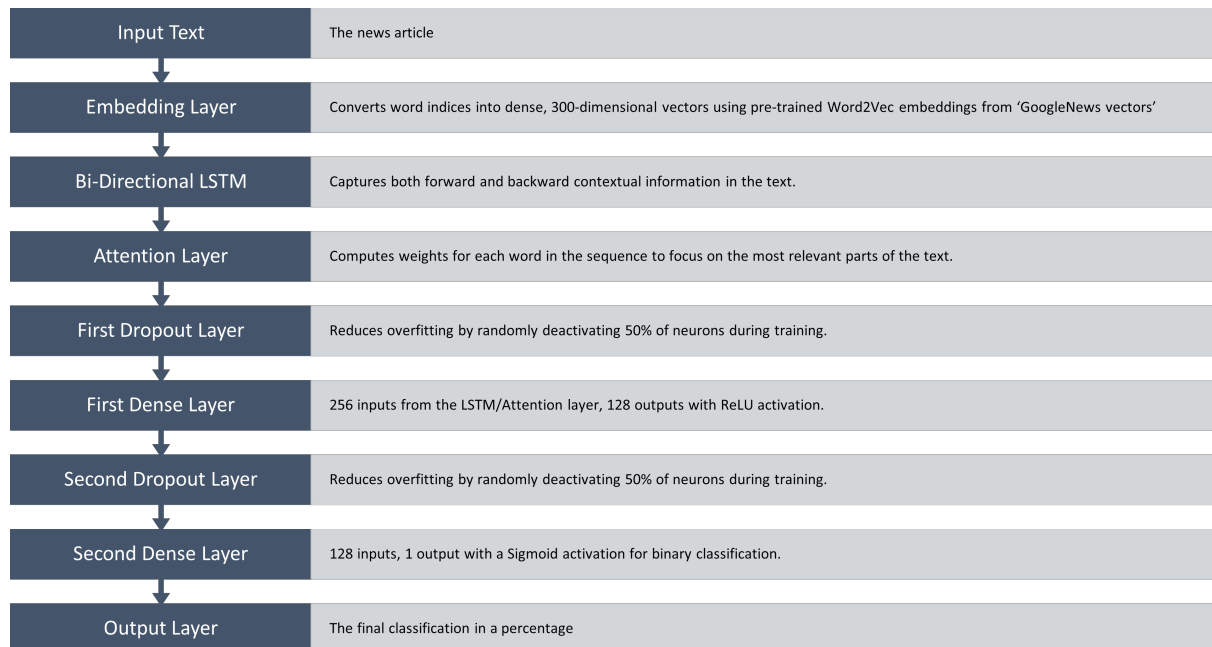 Input Text
The news article
Embedding Layer
Converts word indices into dense, 300-dimensional vectors using pre-trained Word2Vec embeddings from ‘GoogleNews vectors’
Bi-Directional LSTM
Captures both forward and backward contextual information in the text.
Attention Layer
Computes weights for each word in the sequence to focus on the most relevant parts of the text.
First Dropout Layer
Reduces overfitting by randomly deactivating 50% of neurons during training.
First Dense Layer
256 inputs from the LSTM/Attention layer, 128 outputs with ReLU activation.
Second Dropout Layer
Reduces overfitting by randomly deactivating 50% of neurons during training.
Second Dense Layer
128 inputs, 1 output with a Sigmoid activation for binary classification.
Output Layer
The final classification in a percentage